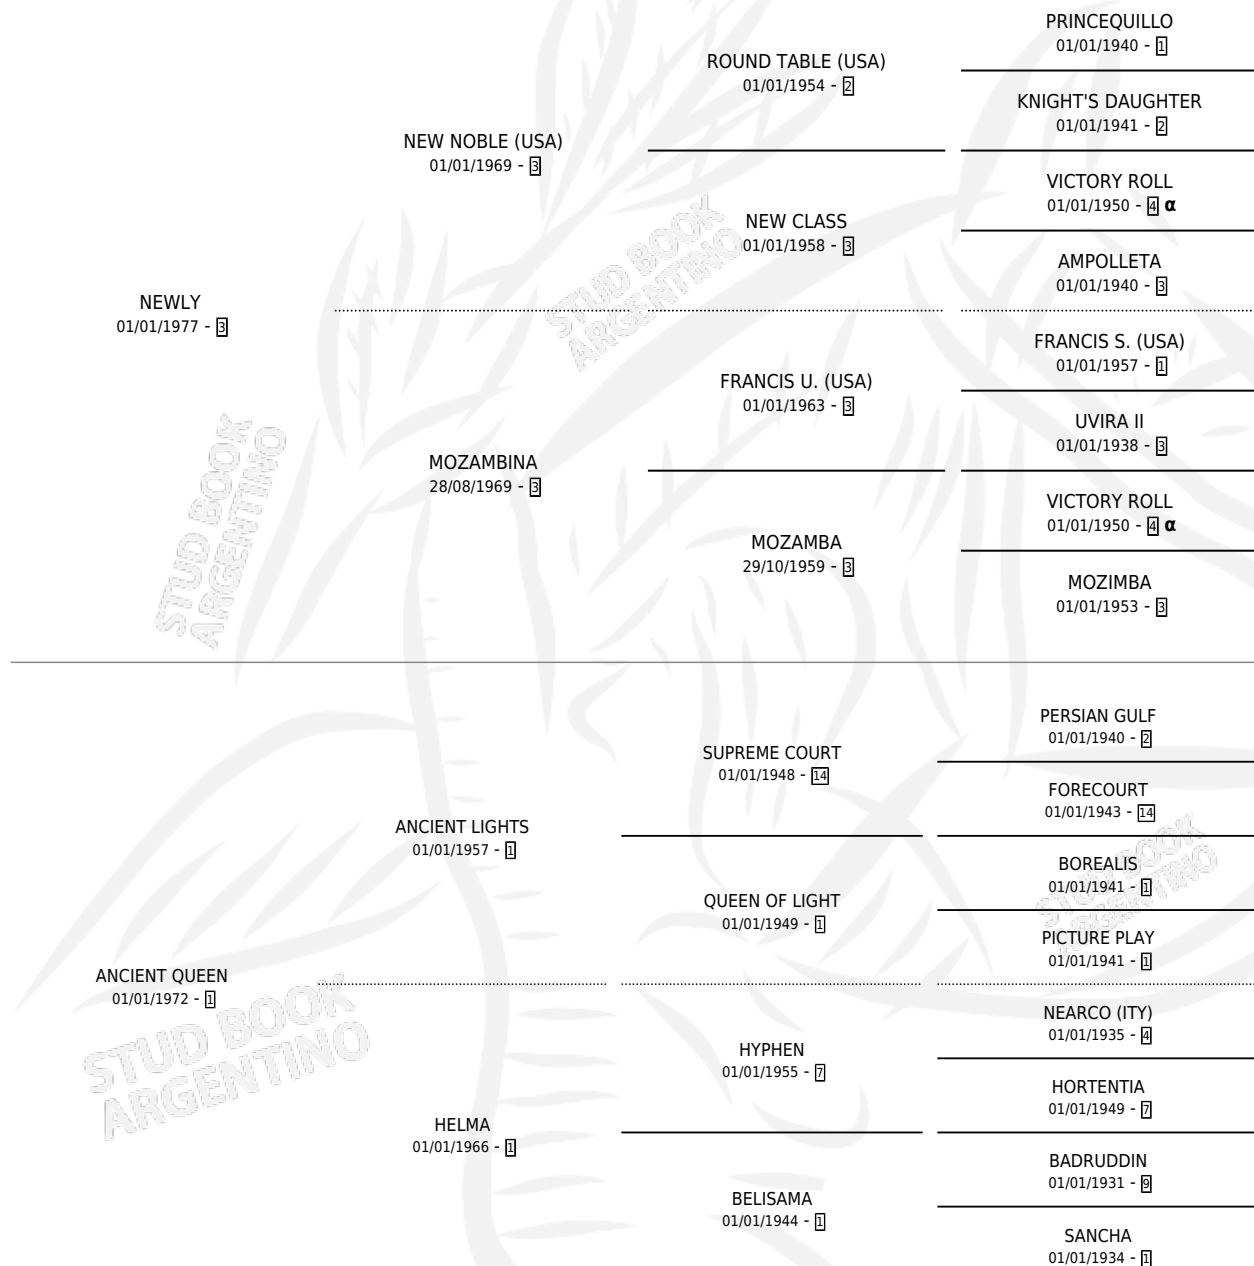 PRINCEQUILLO
01/01/1940 - 1
ROUND TABLE (USA)
01/01/1954 - 2
KNIGHT'S DAUGHTER
01/01/1941 - 2
NEW NOBLE (USA)
01/01/1969 - 3
VICTORY ROLL
01/01/1950 - 4 α
NEW CLASS
01/01/1958 - 3
AMPOLLETA
01/01/1940 - 3
STUD BOOK
ARGENTINO
NEWLY
01/01/1977 - 3
FRANCIS S. (USA)
01/01/1957 - 1
FRANCIS U. (USA)
01/01/1963 - 3
UVIRA II
01/01/1938 - 3
MOZAMBINA
28/08/1969 - 3
VICTORY ROLL
01/01/1950 - 4 α
MOZAMBA
29/10/1959 - 3
MOZIMBA
01/01/1953 - 3
STUD BOOK
ARGENTINO
PERSIAN GULF
01/01/1940 - 2
SUPREME COURT
01/01/1948 - 14
FORECOURT
01/01/1943 - 14
ANCIENT LIGHTS
01/01/1957 - 1
BOREALIS
01/01/1941 - 1
QUEEN OF LIGHT
01/01/1949 - 1
PICTURE PLAY
01/01/1941 - 1
STUD BOOK
ARGENTINO
ANCIENT QUEEN
01/01/1972 - 1
NEARCO (ITY)
01/01/1935 - 4
HYPHEN
01/01/1955 - 7
HORTENTIA
01/01/1949 - 7
STUD BOOK
ARGENTINO
HELMA
01/01/1966 - 1
BADRUDDIN
01/01/1931 - 9
BELISAMA
01/01/1944 - 1
SANCHA
01/01/1934 - 1